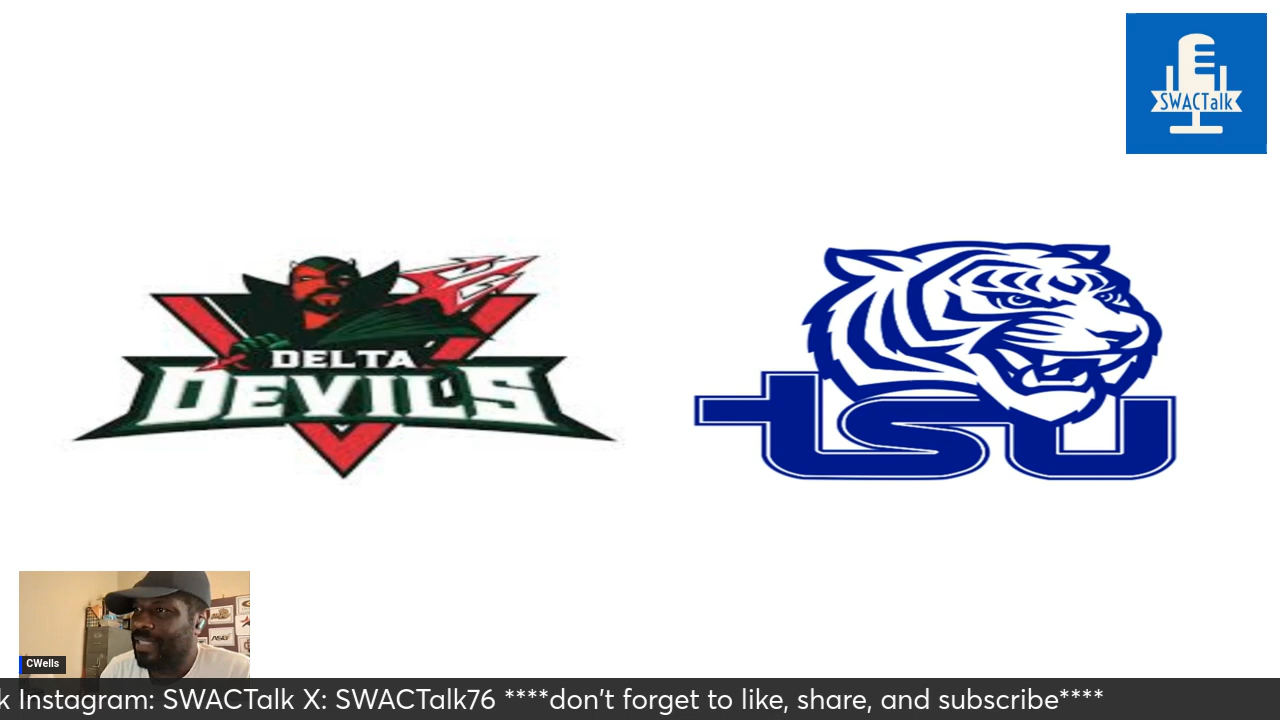 SWACTalk
DELTA
DEVILS
tsu
CWells
k Instagram: SWACTalk X: SWACTalk76 ****don't forget to like, share, and subscribe****